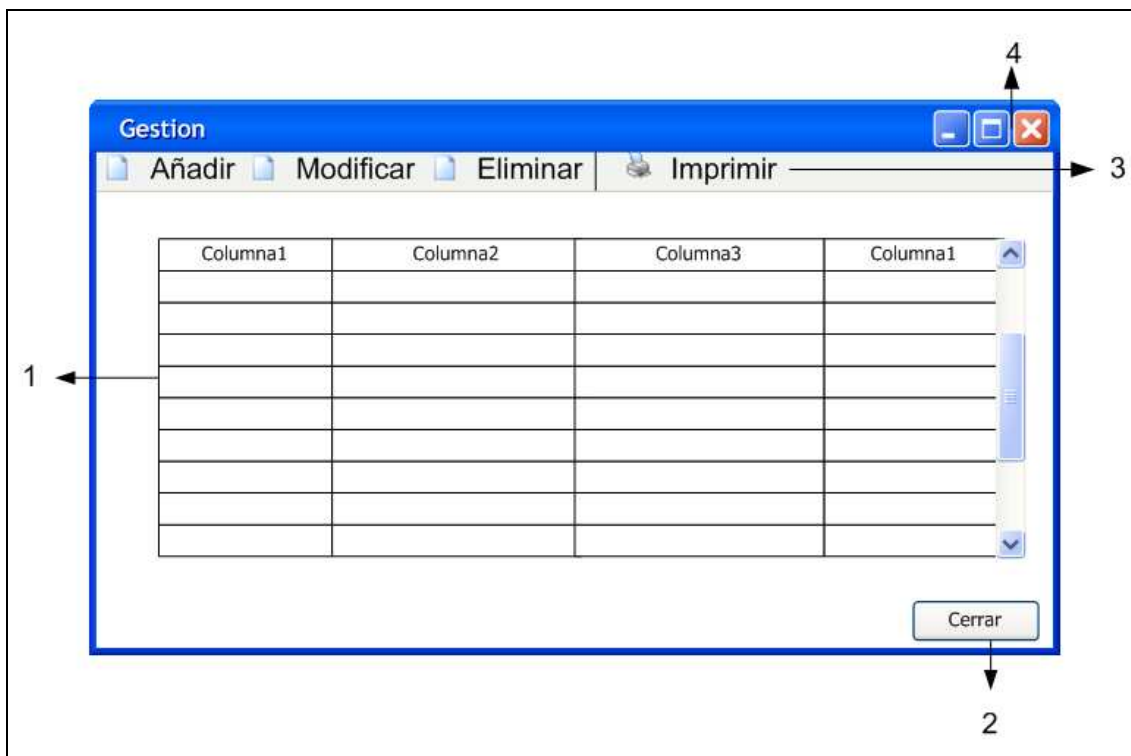 4
Gestion
Añadir Modificar Eliminar Imprimir 3
Columna1 Columna2 Columna3 Columna1
1
Cerrar
2